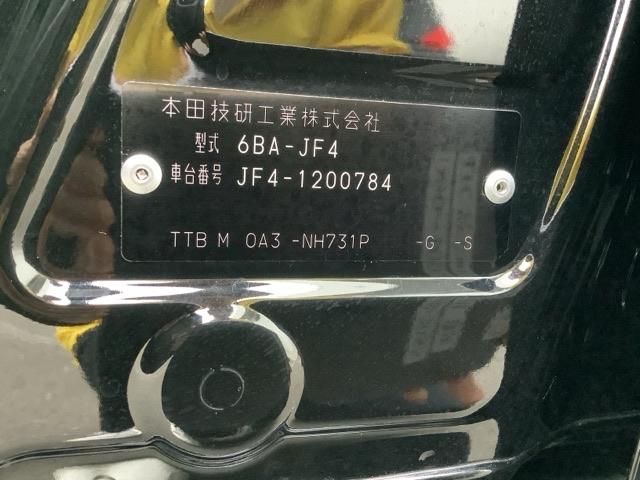 本田技研工業株式会社
型式 6BA-JF4
車台番号 JF4-1200784
TTB M 0A3 -NH731P -G -S